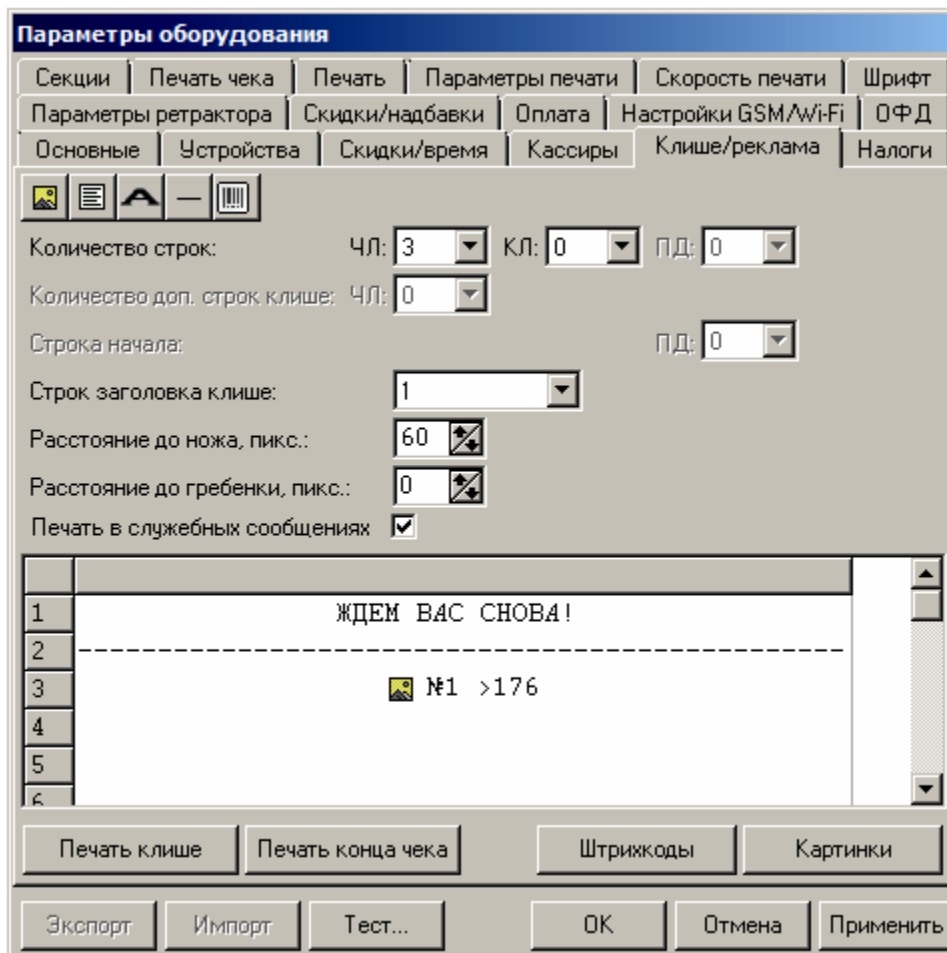 Параметры оборудования
Секции Печать чека Печать Параметры печати Скорость печати Шрифт
Параметры ретрактора Скидки/надбавки Оплата Настройки GSM/Wi-Fi ОФД
Основные Устройства Скидки/время Кассиры Клише/реклама Налоги
Количество строк: ЧЛ: 3 КЛ: 0 ПД: 0
Количество доп. строк клише: ЧЛ: 0
Строка начала: ПД: 0
Строк заголовка клише: 1
Расстояние до ножа, пикс.: 60
Расстояние до гребенки, пикс.: 0
Печать в служебных сообщениях
1 ЖДЕМ ВАС СНОВА!
2 ------------------------------------------------
3 №1 >176
4
5
6
Печать клише Печать конца чека Штрихкоды Картинки
Экспорт Импорт Тест... ОК Отмена Применить